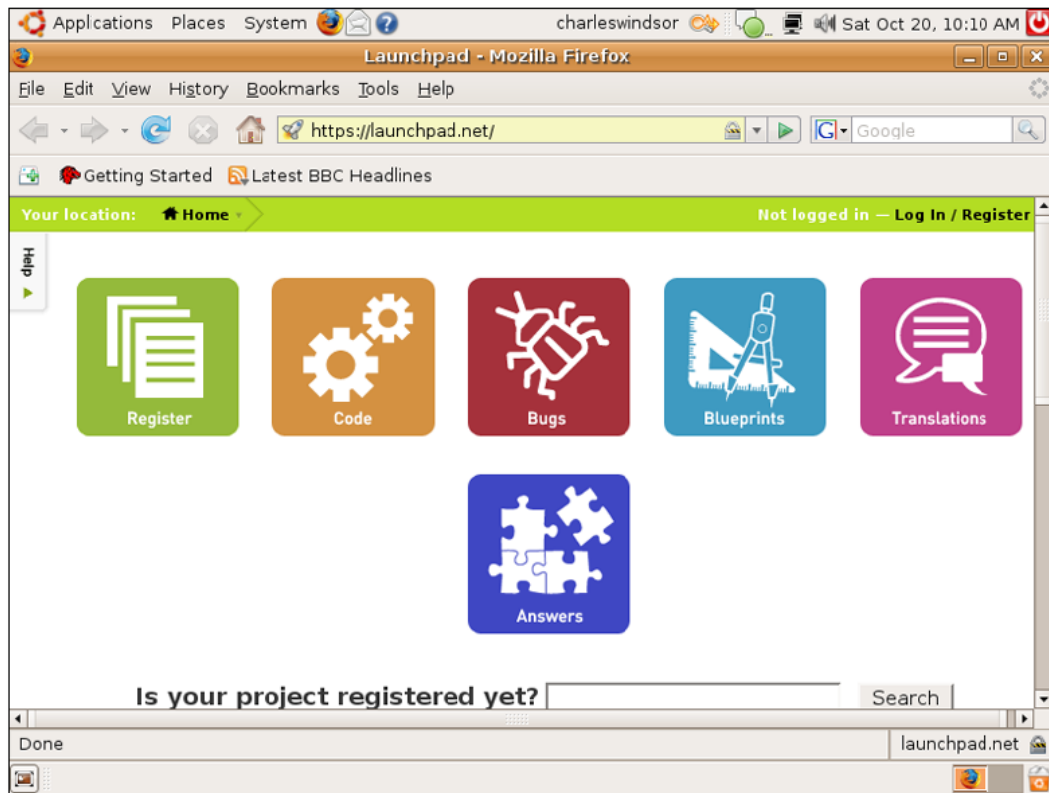 Applications Places System charleswindsor Sat Oct 20, 10:10 AM
Launchpad - Mozilla Firefox
File Edit View History Bookmarks Tools Help
https://launchpad.net/ G Google
Getting Started Latest BBC Headlines
Your location: Home Not logged in — Log In / Register
Help
Register Code Bugs Blueprints Translations
Answers
Is your project registered yet? Search
Done launchpad.net